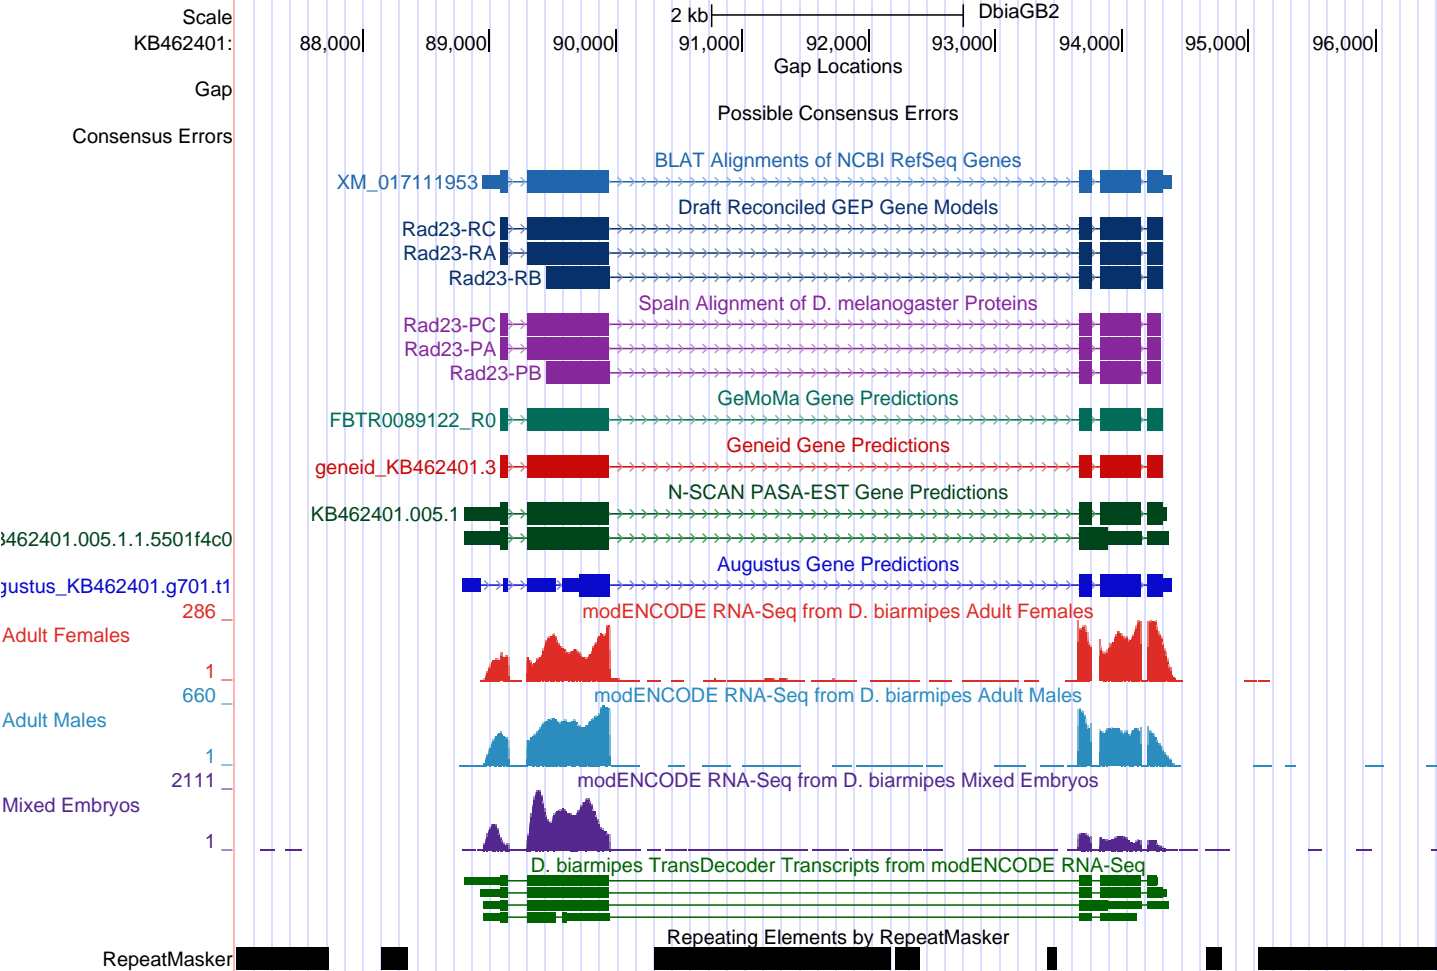 Scale 2 kb DbiaGB2
KB462401: 88,000 89,000 90,000 91,000 92,000 93,000 94,000 95,000 96,000
Gap Locations
Gap
Possible Consensus Errors
Consensus Errors
BLAT Alignments of NCBI RefSeq Genes
XM_017111953
Draft Reconciled GEP Gene Models
Rad23-RC
Rad23-RA
Rad23-RB
Spaln Alignment of D. melanogaster Proteins
Rad23-PC
Rad23-PA
Rad23-PB
GeMoMa Gene Predictions
FBTR0089122_R0
Geneid Gene Predictions
geneid_KB462401.3
N-SCAN PASA-EST Gene Predictions
KB462401.005.1
462401.005.1.1.5501f4c0
Augustus Gene Predictions
gustus_KB462401.g701.t1
286
modENCODE RNA-Seq from D. biarmipes Adult Females
Adult Females
1
660
modENCODE RNA-Seq from D. biarmipes Adult Males
Adult Males
1
2111
modENCODE RNA-Seq from D. biarmipes Mixed Embryos
Mixed Embryos
1
D. biarmipes TransDecoder Transcripts from modENCODE RNA-Seq
Repeating Elements by RepeatMasker
RepeatMasker